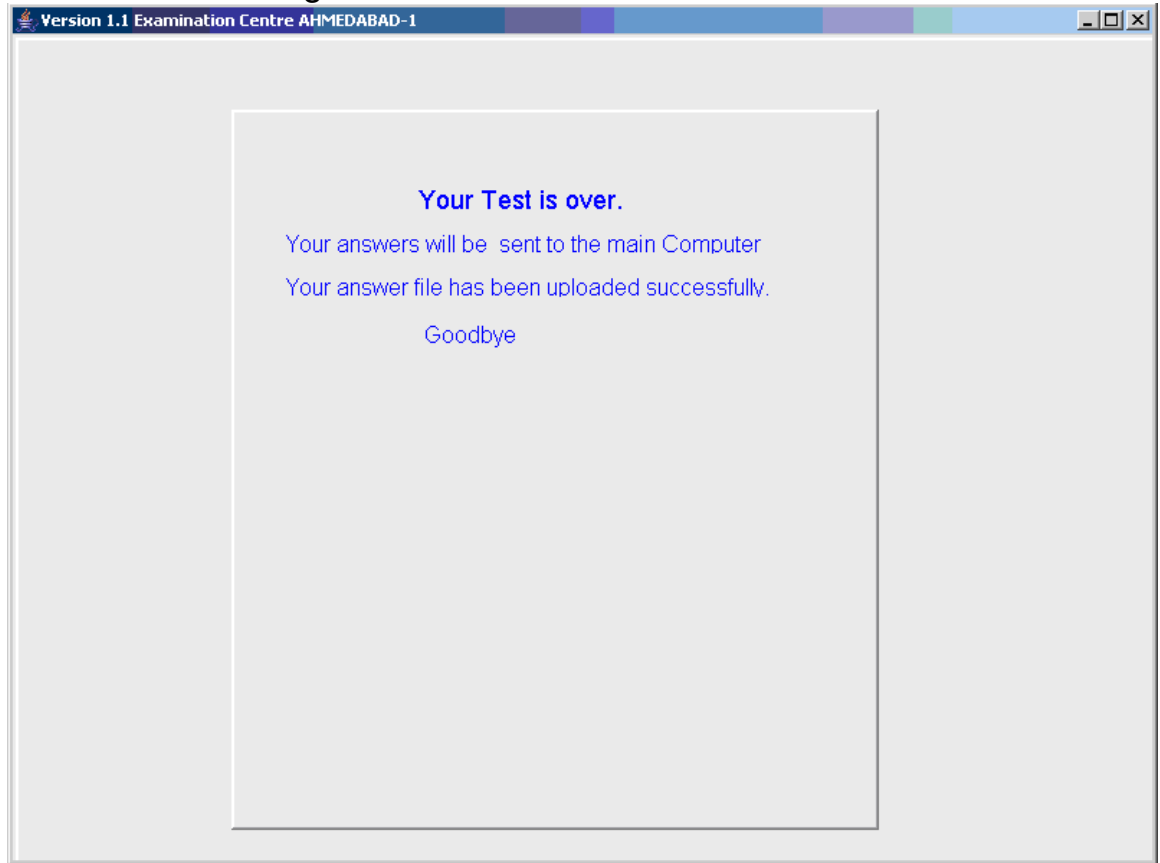 Version 1.1 Examination Centre AHMEDABAD-1
Your Test is over.
Your answers will be sent to the main Computer
Your answer file has been uploaded successfully.
Goodbye